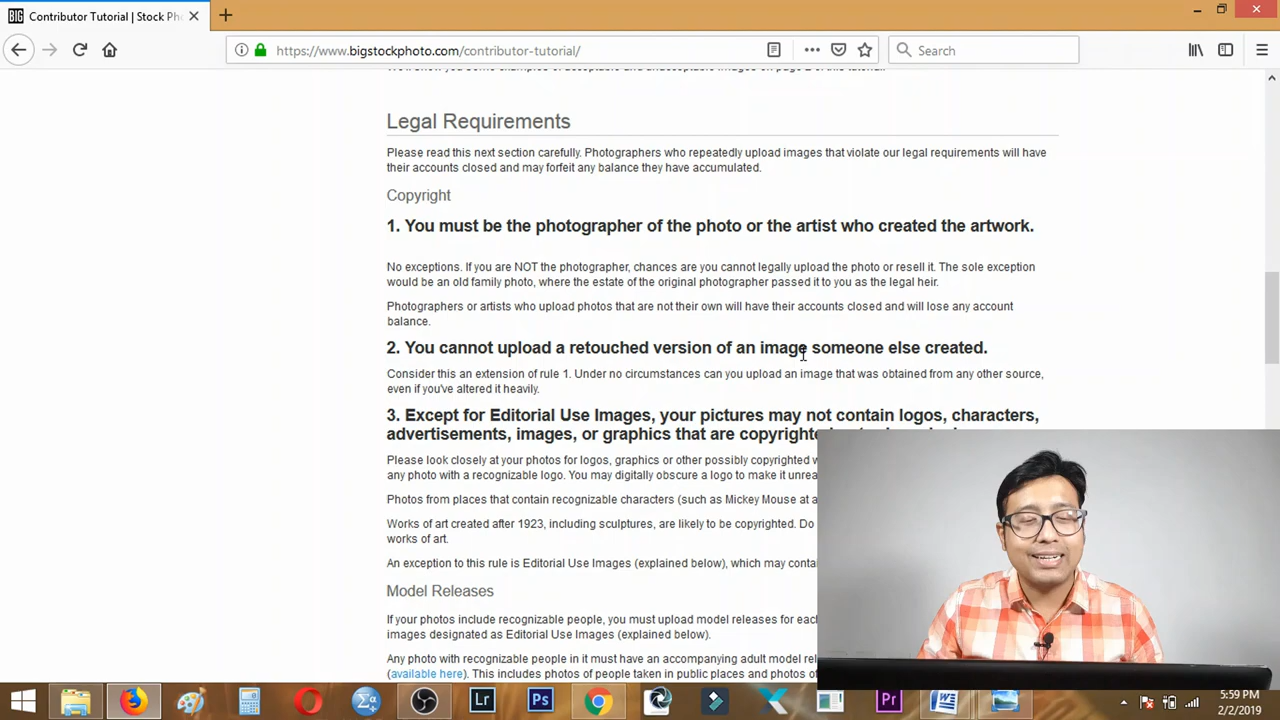 BIG
Contributor Tutorial | Stock Pho
https://www.bigstockphoto.com/contributor-tutorial/
Search
Legal Requirements
Please read this next section carefully. Photographers who repeatedly upload images that violate our legal requirements will have
their accounts closed and may forfeit any balance they have accumulated.
Copyright
1. You must be the photographer of the photo or the artist who created the artwork.
No exceptions. If you are NOT the photographer, chances are you cannot legally upload the photo or resell it. The sole exception
would be an old family photo, where the estate of the original photographer passed it to you as the legal heir.
Photographers or artists who upload photos that are not their own will have their accounts closed and will lose any account
balance.
2. You cannot upload a retouched version of an image someone else created.
Consider this an extension of rule 1. Under no circumstances can you upload an image that was obtained from any other source,
even if you've altered it heavily.
3. Except for Editorial Use Images, your pictures may not contain logos, characters,
advertisements, images, or graphics that are
Please look closely at your photos for logos, graphics or other possibly copyrighted
any photo with a recognizable logo. You may digitally obscure a logo to make it
Photos from places that contain recognizable characters (such as Mickey Mouse at a
Works of art created after 1923, including sculptures, are likely to be copyrighted. Do
works of art.
An exception to this rule is Editorial Use Images (explained below), which may
Model Releases
If your photos include recognizable people, you must upload model releases for
images designated as Editorial Use Images (explained below).
Any photo with recognizable people in it must have an accompanying adult model
(available here). This includes photos of people taken in public places and photos of
Lr
Ps
Pr
W
5:59 PM
2/2/2019